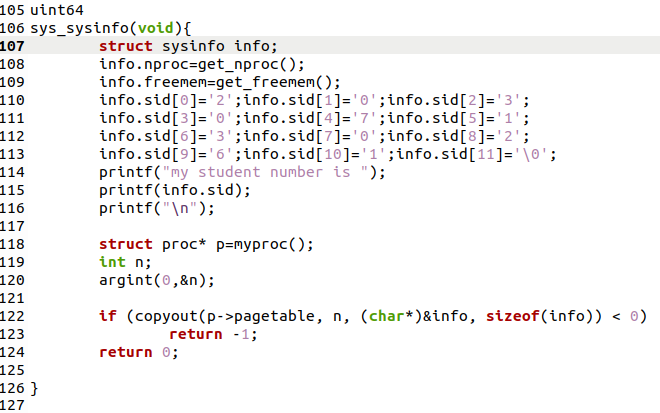 105 uint64
106 sys_sysinfo(void){
107         struct sysinfo info;
108         info.nproc=get_nproc();
109         info.freemem=get_freemem();
110         info.sid[0]='2';info.sid[1]='0';info.sid[2]='3';
111         info.sid[3]='0';info.sid[4]='7';info.sid[5]='1';
112         info.sid[6]='3';info.sid[7]='0';info.sid[8]='2';
113         info.sid[9]='6';info.sid[10]='1';info.sid[11]='\0';
114         printf("my student number is ");
115         printf(info.sid);
116         printf("\n");
117
118         struct proc* p=myproc();
119         int n;
120         argint(0,&n);
121
122         if (copyout(p->pagetable, n, (char*)&info, sizeof(info)) < 0)
123                 return -1;
124         return 0;
125
126 }
127